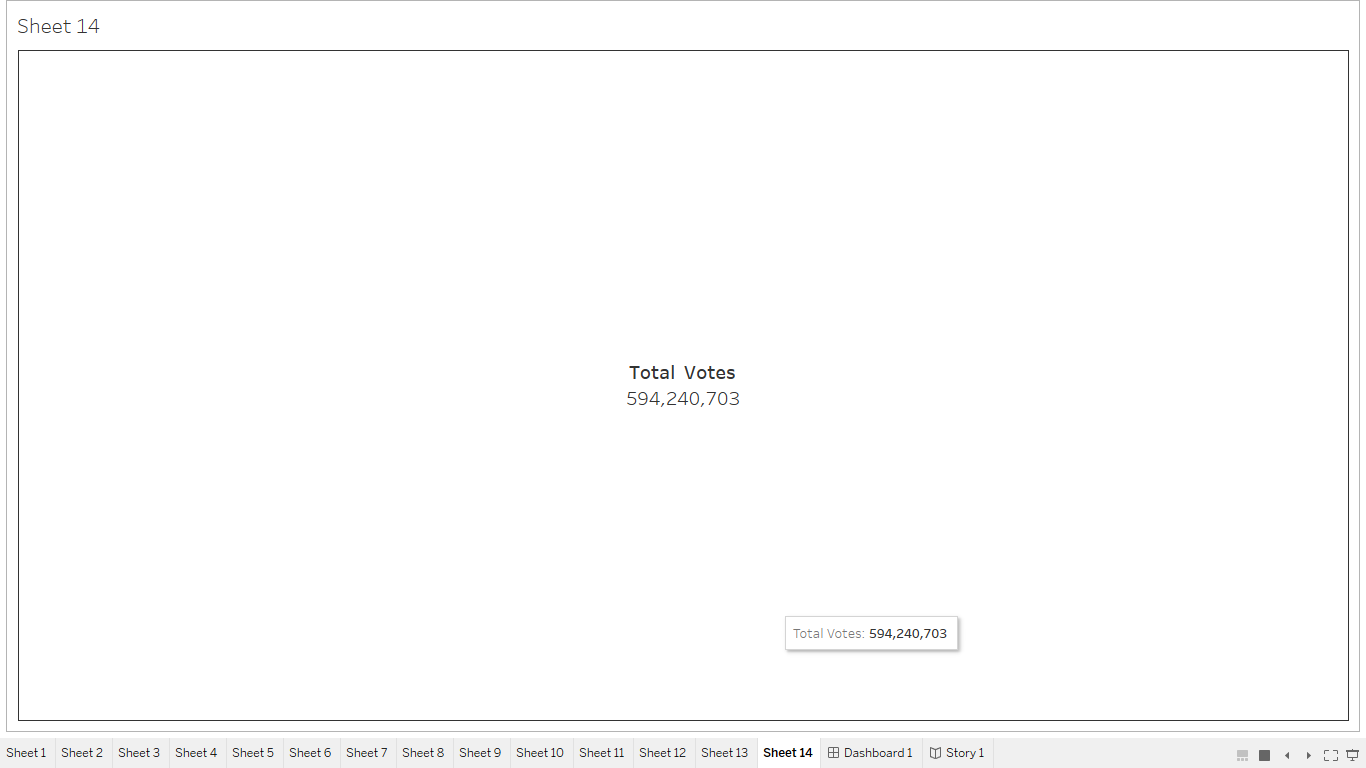 Sheet 14
Total Votes
594,240,703
Total Votes: 594,240,703
Sheet 1 Sheet 2 Sheet 3 Sheet 4 Sheet 5 Sheet 6 Sheet 7 Sheet 8 Sheet 9 Sheet 10 Sheet 11 Sheet 12 Sheet 13 Sheet 14 Dashboard 1 Story 1